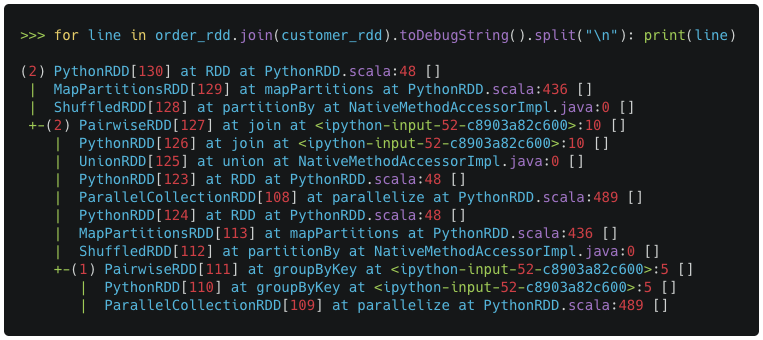 >>> for line in order_rdd.join(customer_rdd).toDebugString().split("\n"): print(line)
(2) PythonRDD[130] at RDD at PythonRDD.scala:48 []
 |  MapPartitionsRDD[129] at mapPartitions at PythonRDD.scala:436 []
 |  ShuffledRDD[128] at partitionBy at NativeMethodAccessorImpl.java:0 []
 +-(2) PairwiseRDD[127] at join at <ipython-input-52-c8903a82c600>:10 []
    |  PythonRDD[126] at join at <ipython-input-52-c8903a82c600>:10 []
    |  UnionRDD[125] at union at NativeMethodAccessorImpl.java:0 []
    |  PythonRDD[123] at RDD at PythonRDD.scala:48 []
    |  ParallelCollectionRDD[108] at parallelize at PythonRDD.scala:489 []
    |  PythonRDD[124] at RDD at PythonRDD.scala:48 []
    |  MapPartitionsRDD[113] at mapPartitions at PythonRDD.scala:436 []
    |  ShuffledRDD[112] at partitionBy at NativeMethodAccessorImpl.java:0 []
    +-(1) PairwiseRDD[111] at groupByKey at <ipython-input-52-c8903a82c600>:5 []
       |  PythonRDD[110] at groupByKey at <ipython-input-52-c8903a82c600>:5 []
       |  ParallelCollectionRDD[109] at parallelize at PythonRDD.scala:489 []